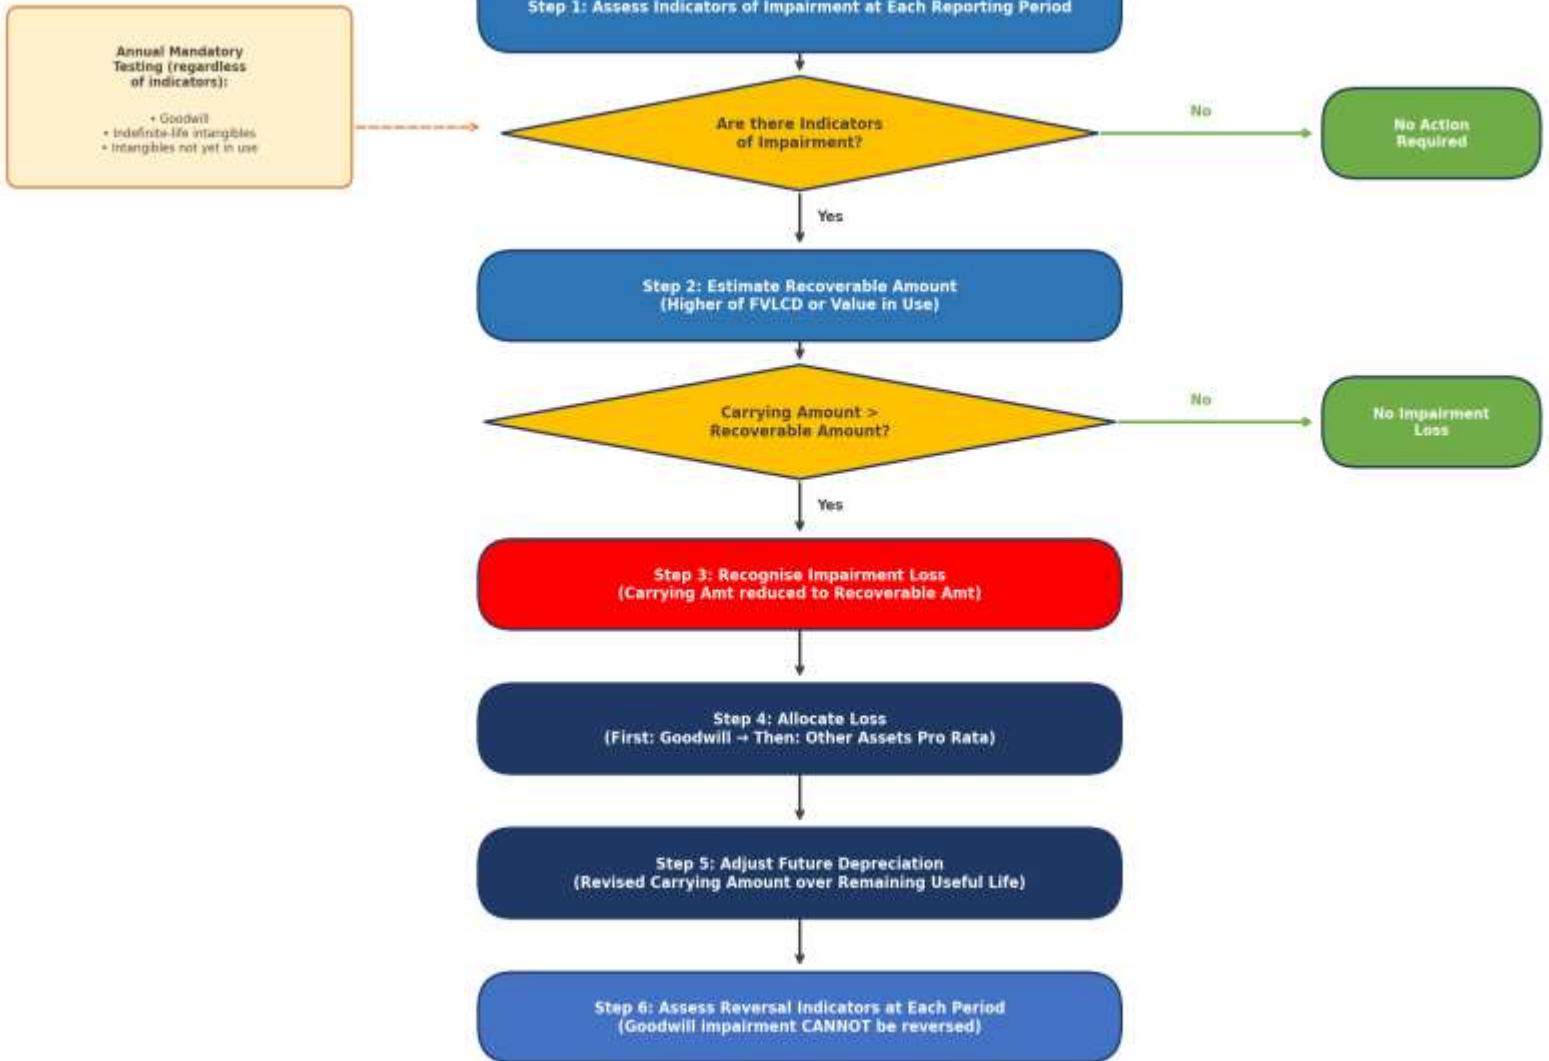 Step 1: Assess Indicators of Impairment at Each Reporting Period
Annual Mandatory
Testing (regardless
of indicators):
• Goodwill
• Indefinite-life intangibles
• Intangibles not yet in use
Are there Indicators
of Impairment?
No
No Action
Required
Yes
Step 2: Estimate Recoverable Amount
(Higher of FVLCD or Value in Use)
Carrying Amount >
Recoverable Amount?
No
No Impairment
Loss
Yes
Step 3: Recognise Impairment Loss
(Carrying Amt reduced to Recoverable Amt)
Step 4: Allocate Loss
(First: Goodwill → Then: Other Assets Pro Rata)
Step 5: Adjust Future Depreciation
(Revised Carrying Amount over Remaining Useful Life)
Step 6: Assess Reversal Indicators at Each Period
(Goodwill impairment CANNOT be reversed)